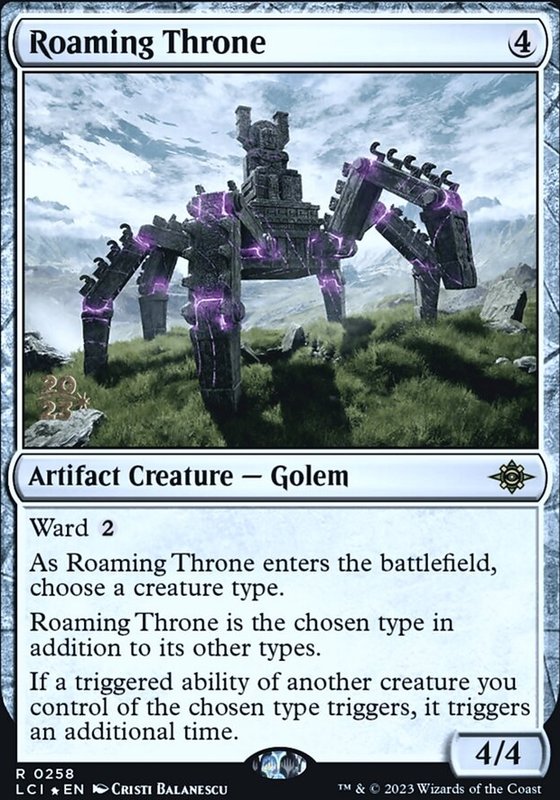 Roaming Throne 4
20
23
Artifact Creature — Golem
Ward 2
As Roaming Throne enters the battlefield,
choose a creature type.
Roaming Throne is the chosen type in
addition to its other types.
If a triggered ability of another creature you
control of the chosen type triggers, it triggers
an additional time.
4/4
R 0258
LCI ★ EN Cristi Balanescu ™ & © 2023 Wizards of the Coast